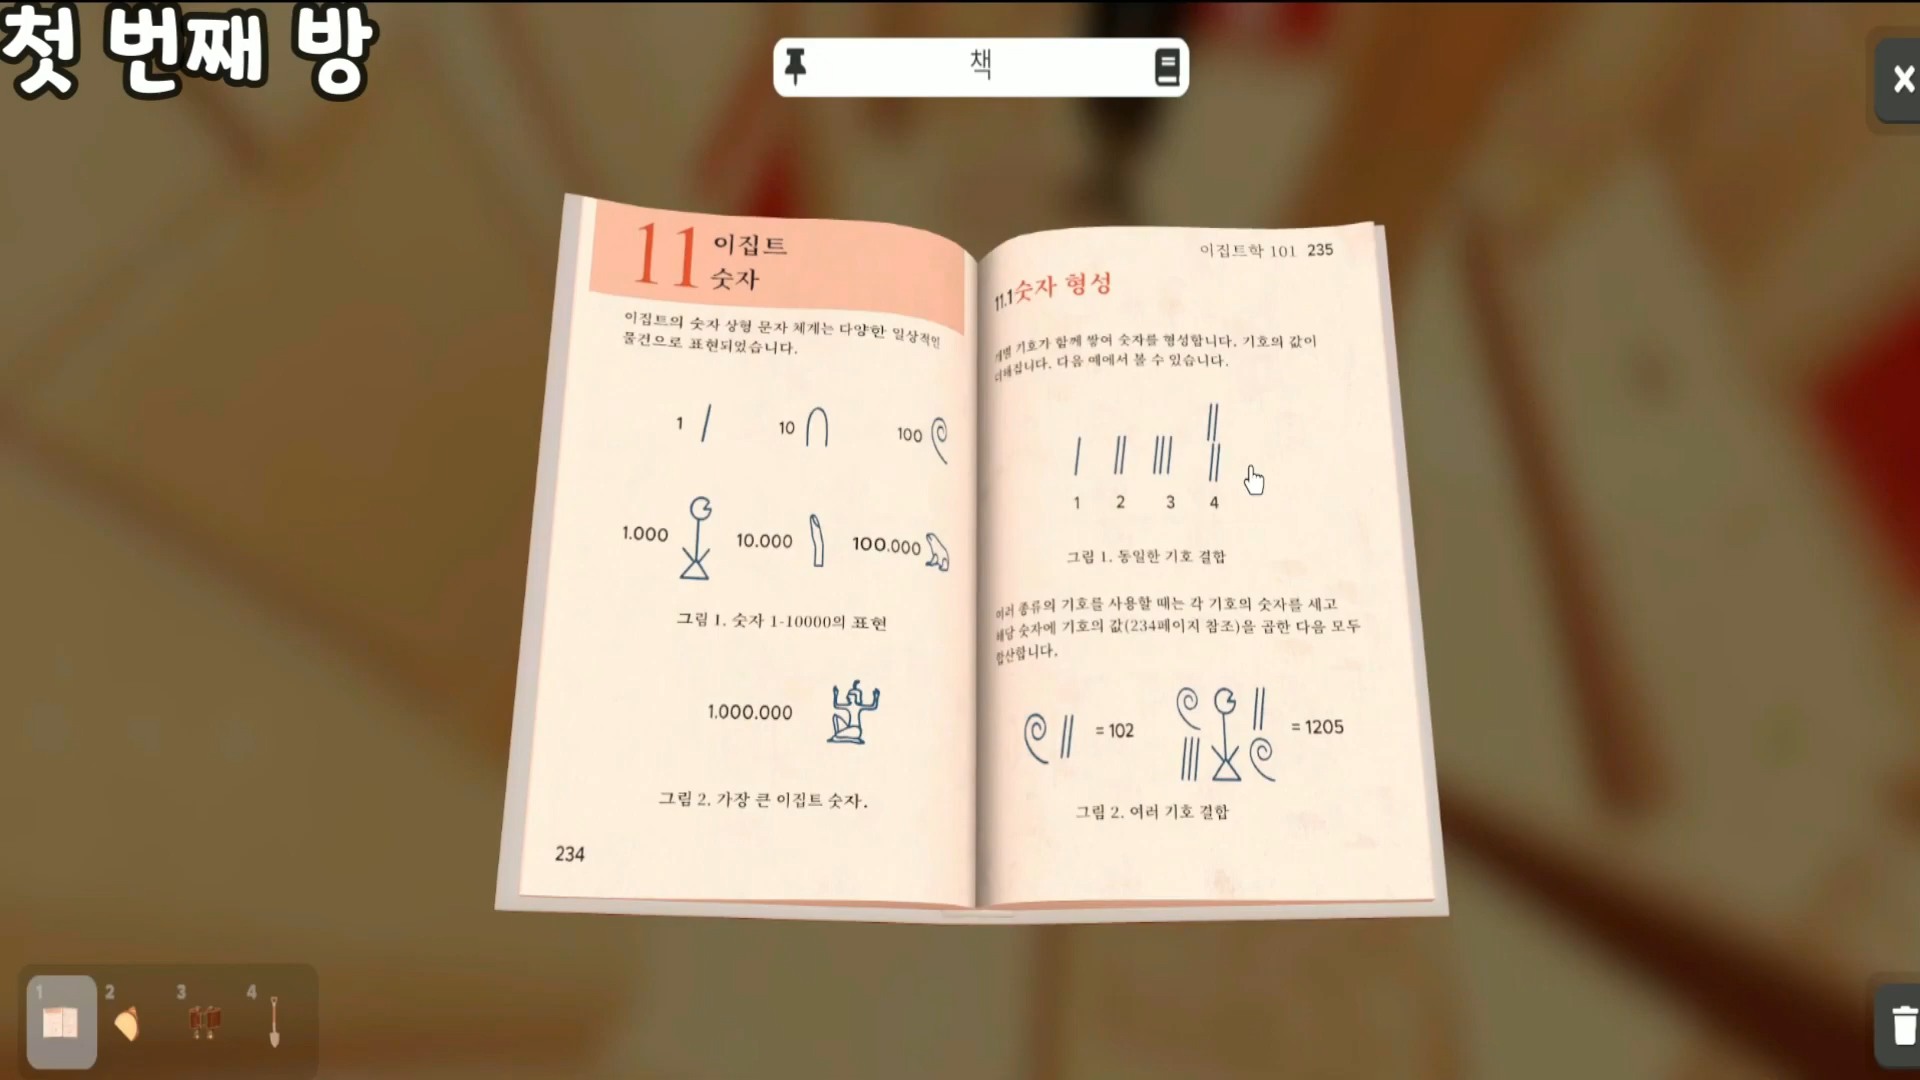 첫 번째 방
책
X
11 이집트
숫자
이집트의 숫자 상형 문자 체계는 다양한 일상적인
물건으로 표현되었습니다.
1 10 100
1.000 10.000 100.000
그림 1. 숫자 1-10000의 표현
1.000.000
그림 2. 가장 큰 이집트 숫자.
234
이집트학 101 235
11.1 숫자 형성
개별 기호가 함께 쌓여 숫자를 형성합니다. 기호의 값이
더해집니다. 다음 예에서 볼 수 있습니다.
1 2 3 4
그림 1. 동일한 기호 결합
여러 종류의 기호를 사용할 때는 각 기호의 숫자를 세고
해당 숫자에 기호의 값(234페이지 참조)을 곱한 다음 모두
합산합니다.
= 102 = 1205
그림 2. 여러 기호 결합
1 2 3 4